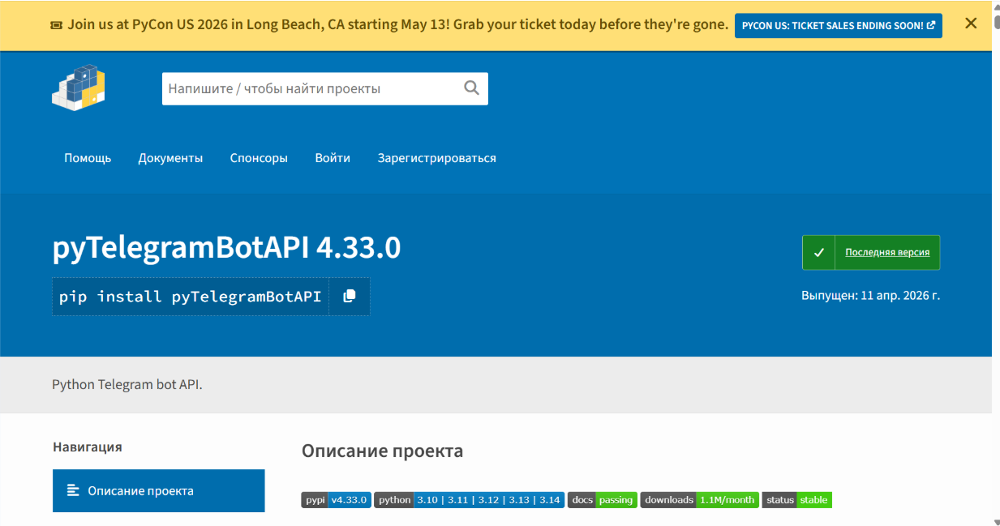 Join us at PyCon US 2026 in Long Beach, CA starting May 13! Grab your ticket today before they're gone.
PYCON US: TICKET SALES ENDING SOON!
Напишите / чтобы найти проекты
Помощь Документы Спонсоры Войти Зарегистрироваться
pyTelegramBotAPI 4.33.0
Последняя версия
pip install pyTelegramBotAPI
Выпущен: 11 апр. 2026 г.
Python Telegram bot API.
Навигация
Описание проекта
Описание проекта
pypi v4.33.0 python 3.10 | 3.11 | 3.12 | 3.13 | 3.14 docs passing downloads 1.1M/month status stable